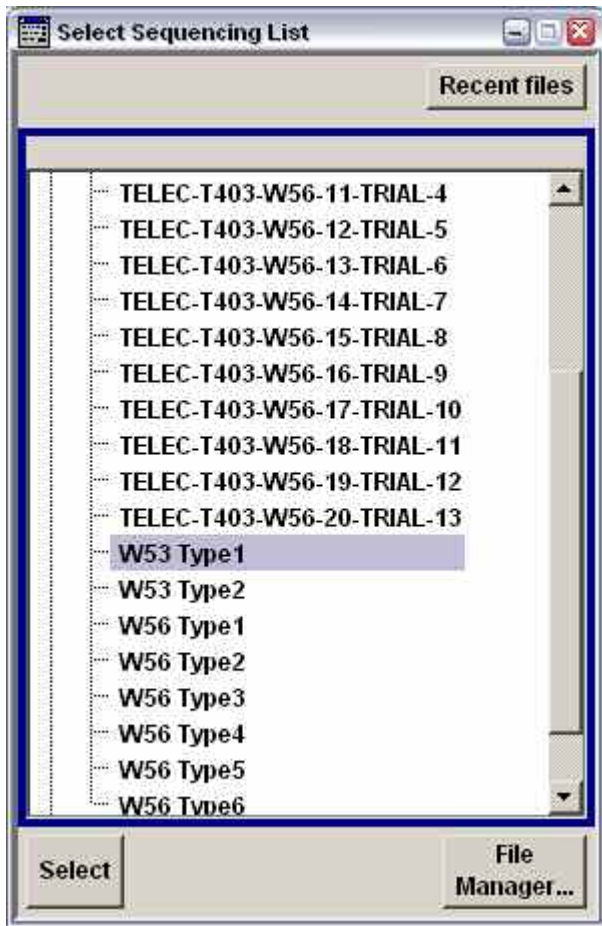 Select Sequencing List
Recent files
TELEC-T403-W56-11-TRIAL-4
TELEC-T403-W56-12-TRIAL-5
TELEC-T403-W56-13-TRIAL-6
TELEC-T403-W56-14-TRIAL-7
TELEC-T403-W56-15-TRIAL-8
TELEC-T403-W56-16-TRIAL-9
TELEC-T403-W56-17-TRIAL-10
TELEC-T403-W56-18-TRIAL-11
TELEC-T403-W56-19-TRIAL-12
TELEC-T403-W56-20-TRIAL-13
W53 Type1
W53 Type2
W56 Type1
W56 Type2
W56 Type3
W56 Type4
W56 Type5
W56 Type6
Select
File
Manager...